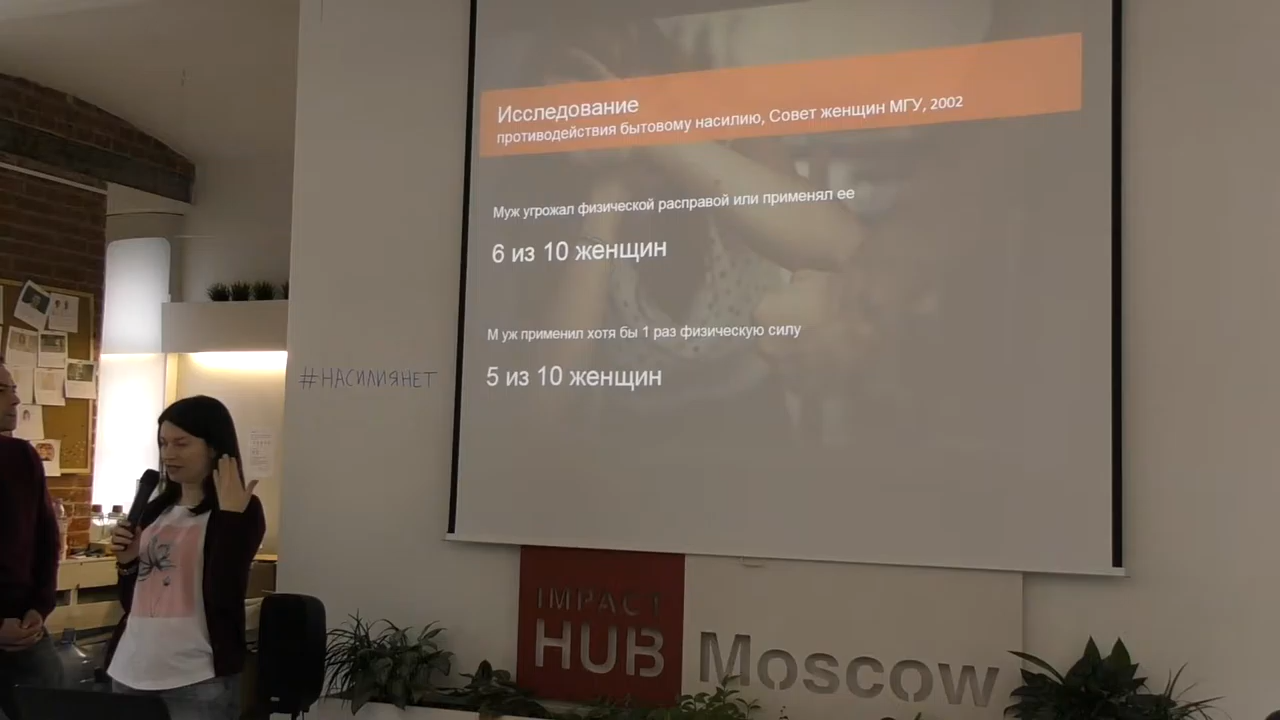 Исследование
противодействия бытовому насилию, Совет женщин МГУ, 2002
Муж угрожал физической расправой или применял ее
6 из 10 женщин
М уж применил хотя бы 1 раз физическую силу
5 из 10 женщин
#НАСИЛИЯНЕТ
IMPACT
HUB
Moscow